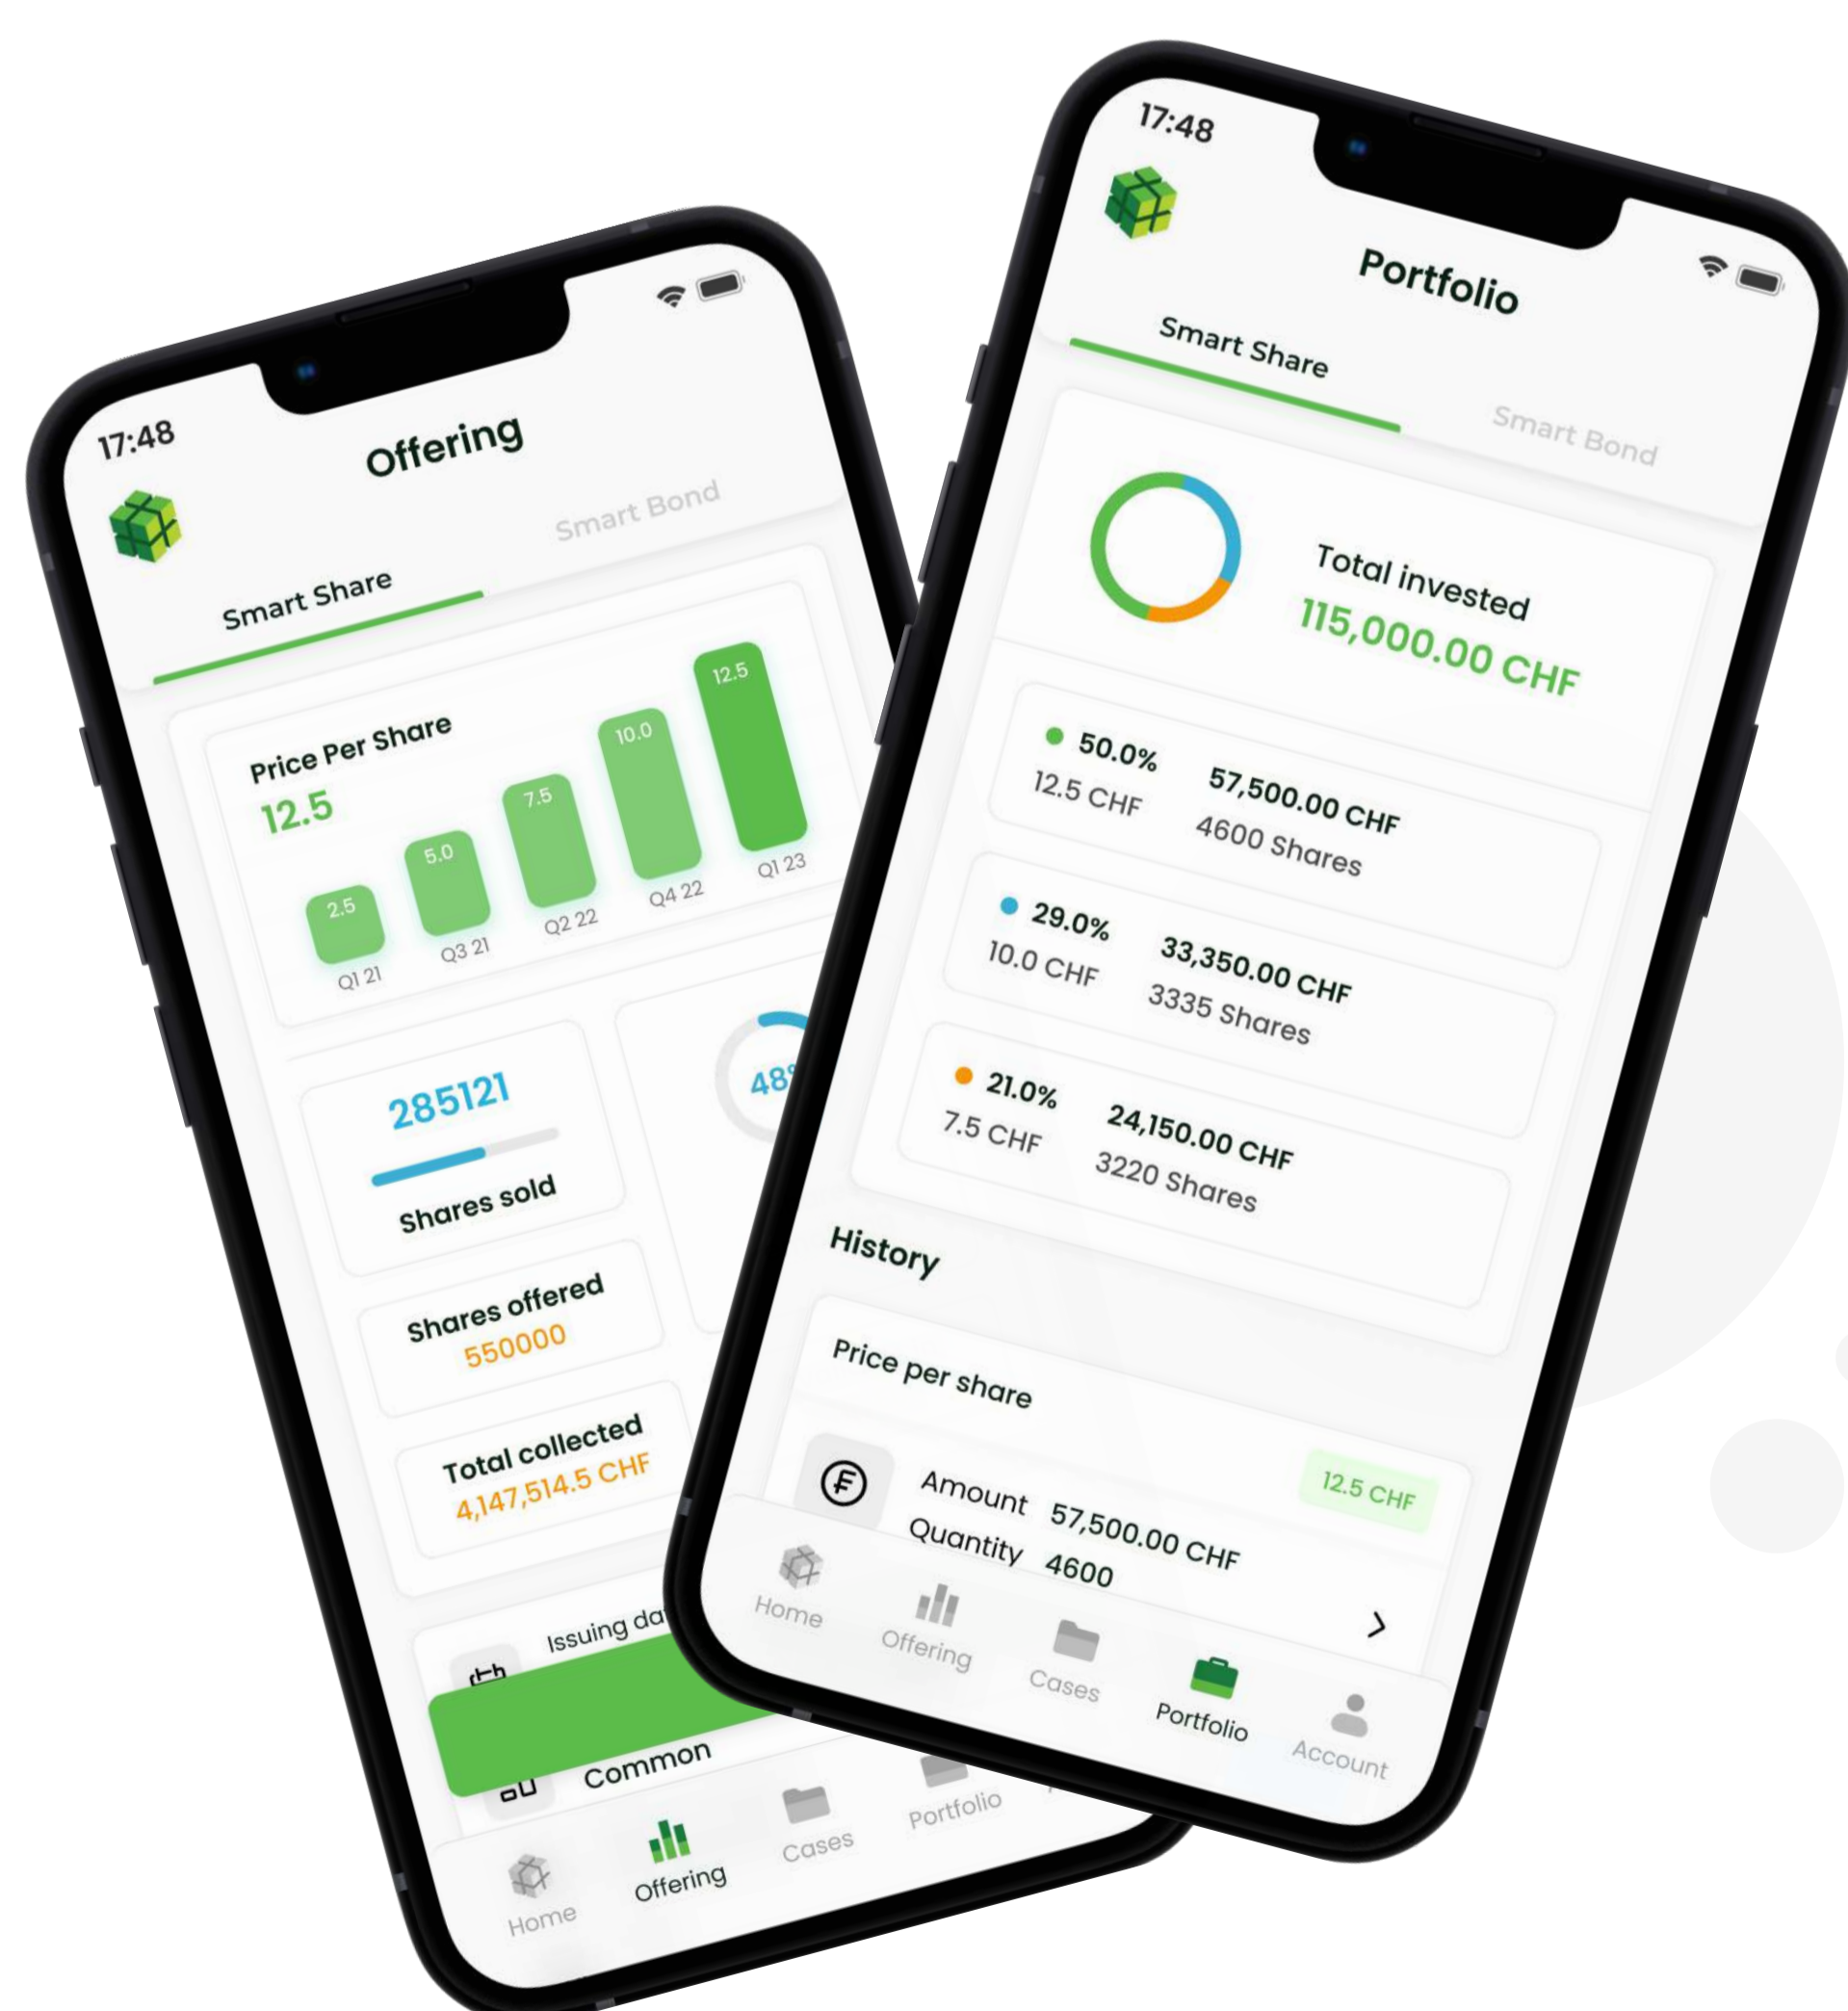 17:48
Offering
Smart Share
Smart Bond
Price Per Share
12.5
2.5
5.0
7.5
10.0
12.5
Q1 21
Q3 21
Q2 22
Q4 22
Q1 23
285121
Shares sold
48%
Shares offered
550000
Total collected
4,147,514.5 CHF
Issuing
Common
Home
Offering
Cases
Portfolio
17:48
Portfolio
Smart Share
Smart Bond
Total invested
115,000.00 CHF
50.0% 57,500.00 CHF
12.5 CHF 4600 Shares
29.0% 33,350.00 CHF
10.0 CHF 3335 Shares
21.0% 24,150.00 CHF
7.5 CHF 3220 Shares
History
Price per share
12.5 CHF
Amount 57,500.00 CHF
Quantity 4600
Home
Offering
Cases
Portfolio
Account